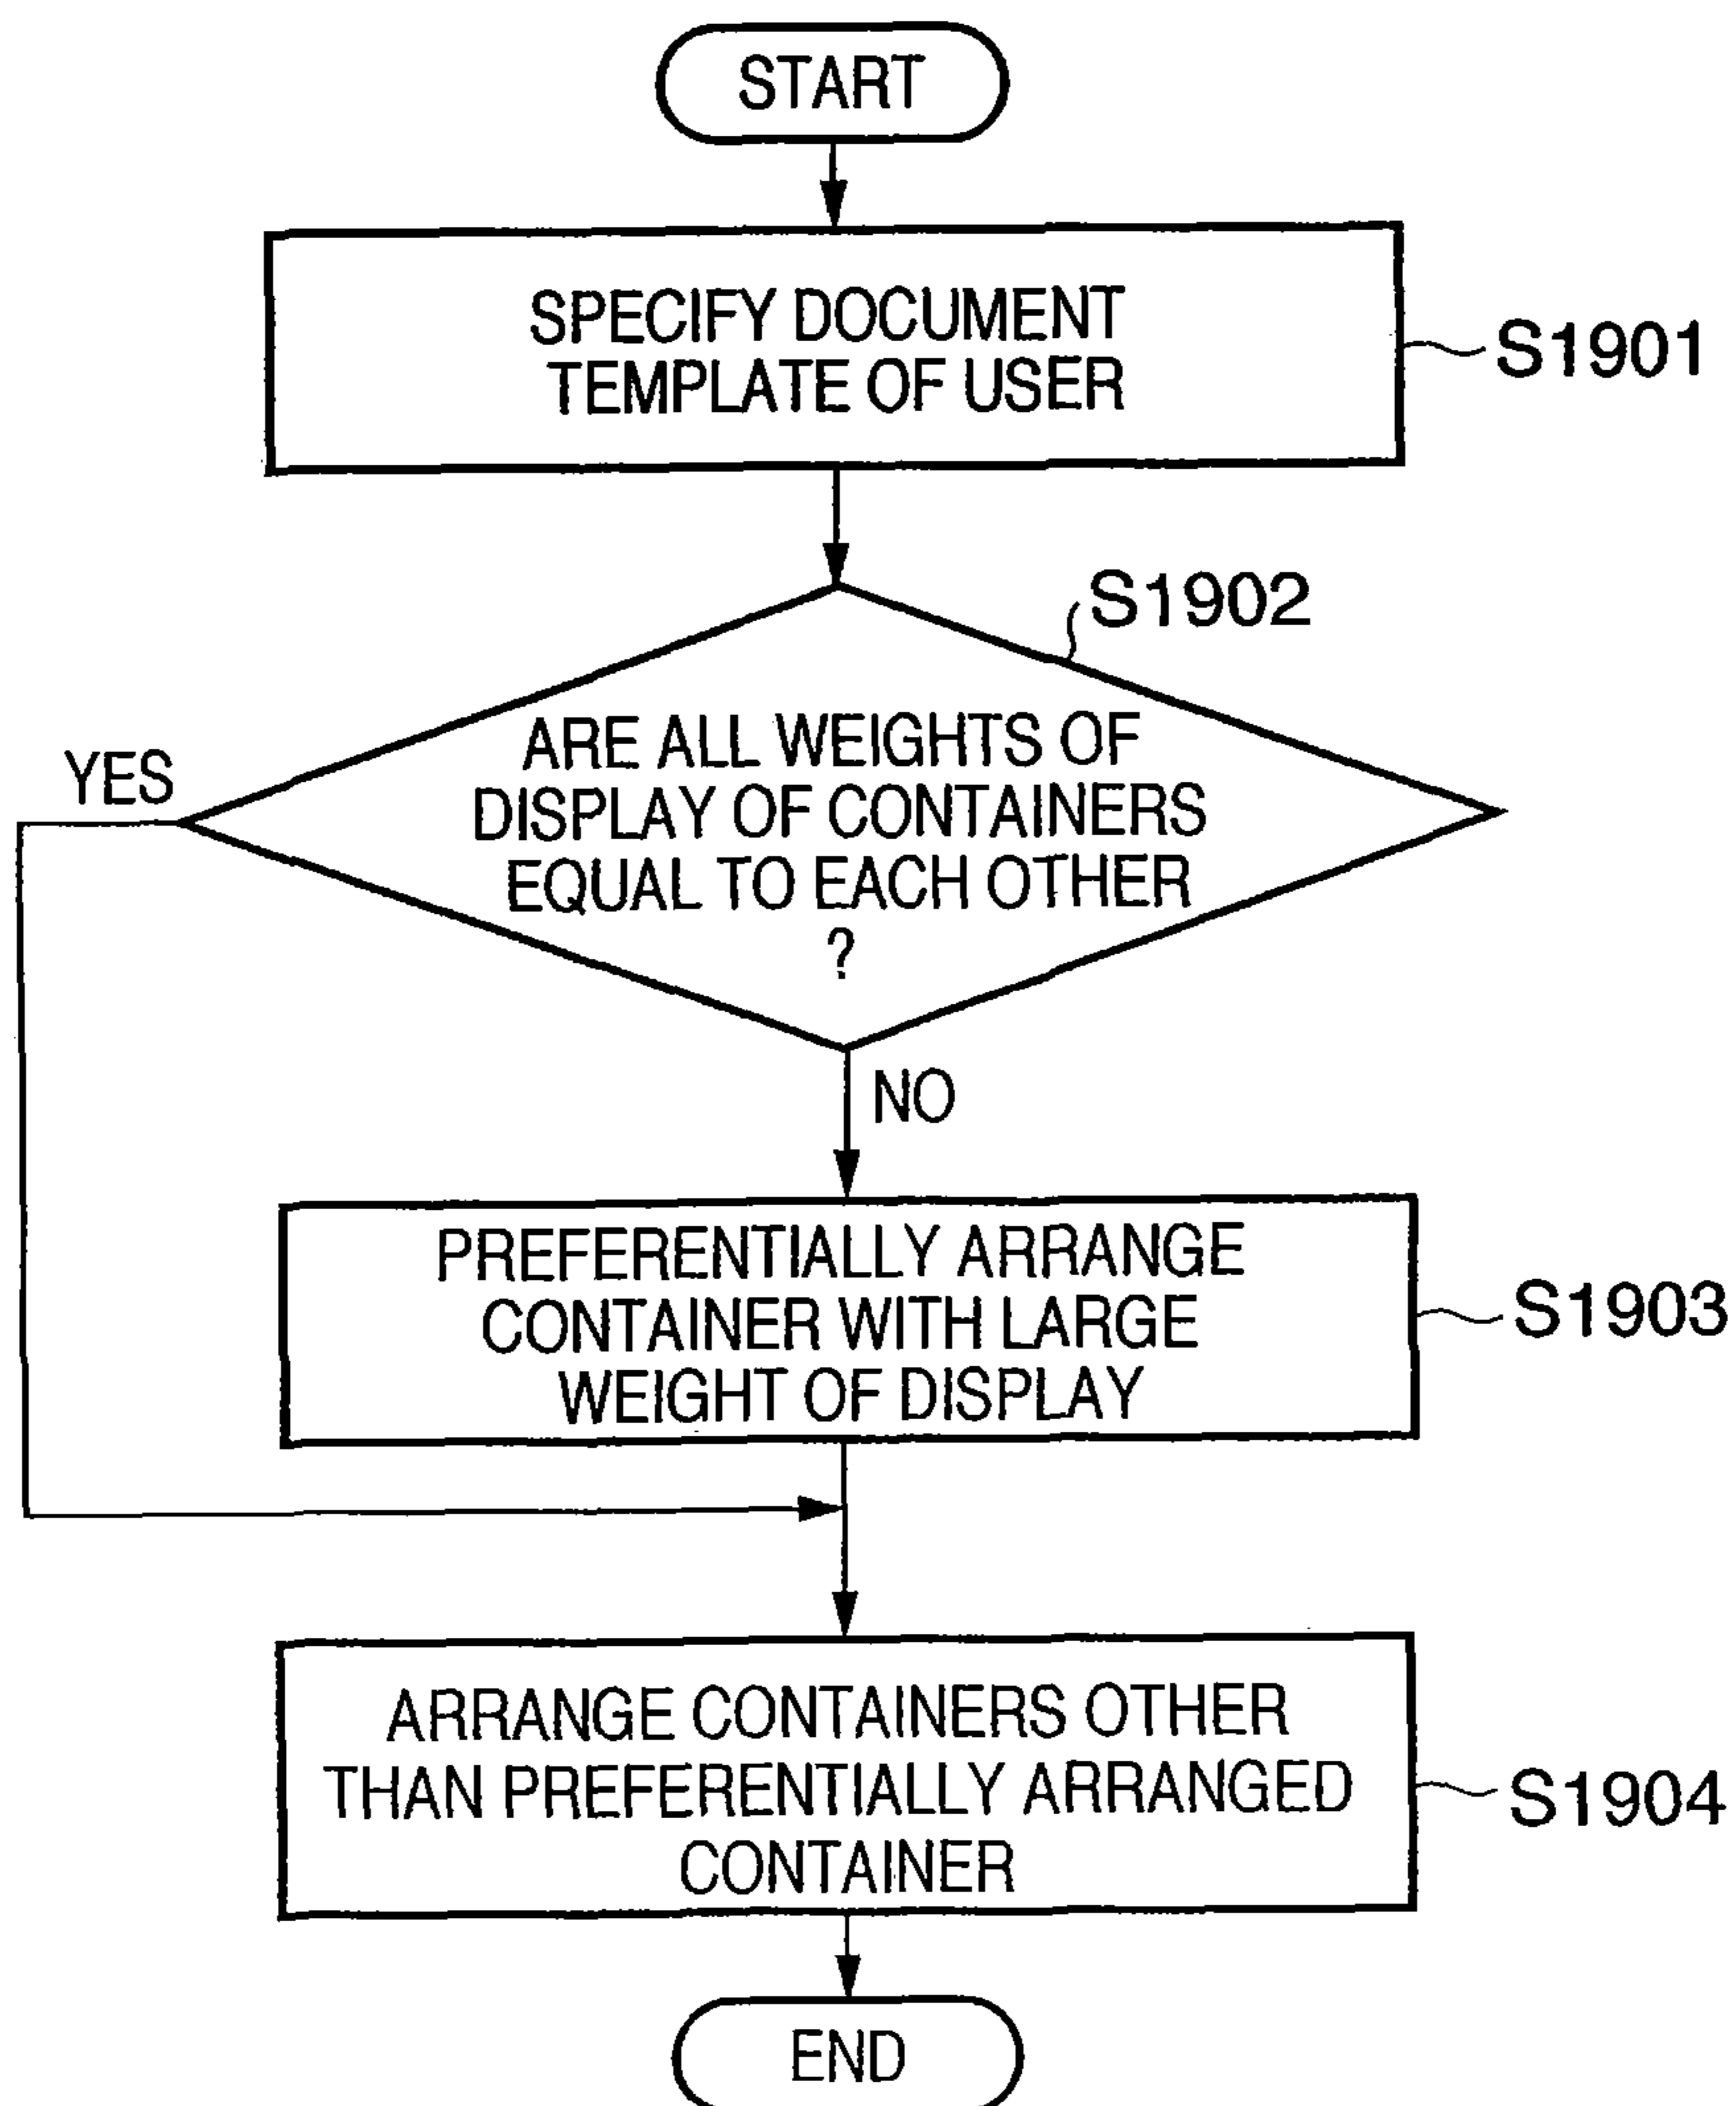 START
SPECIFY DOCUMENT
TEMPLATE OF USER
S1901
S1902
ARE ALL WEIGHTS OF
DISPLAY OF CONTAINERS
EQUAL TO EACH OTHER
?
YES
NO
PREFERENTIALLY ARRANGE
CONTAINER WITH LARGE
WEIGHT OF DISPLAY
S1903
ARRANGE CONTAINERS OTHER
THAN PREFERENTIALLY ARRANGED
CONTAINER
S1904
END